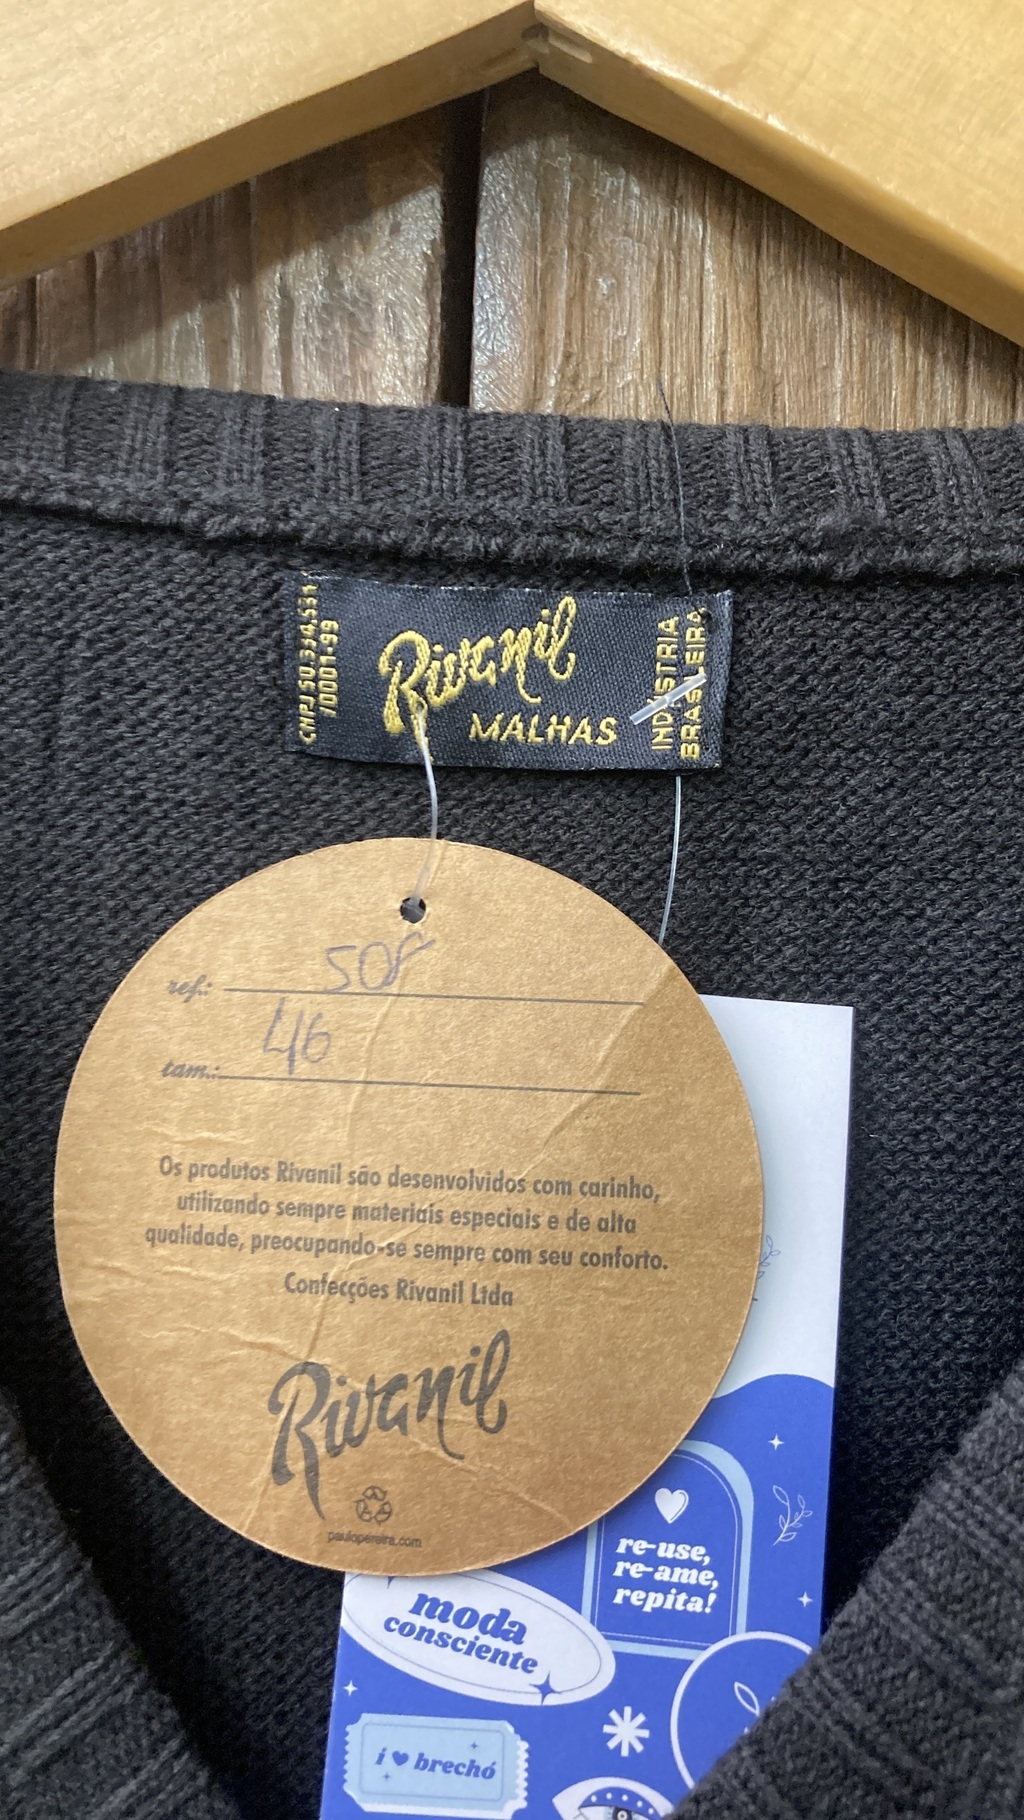 CNPJ 50.334.531
/0001-99
Rivanil
MALHAS
INDÚSTRIA
BRASILEIRA
ref.: 508
tam.: 46
Os produtos Rivanil são desenvolvidos com carinho,
utilizando sempre materiais especiais e de alta
qualidade, preocupando-se sempre com seu conforto.
Confecções Rivanil Ltda
Rivanil
paulopereira.com
re-use,
re-ame,
repita!
moda
consciente
i ♥ brechó